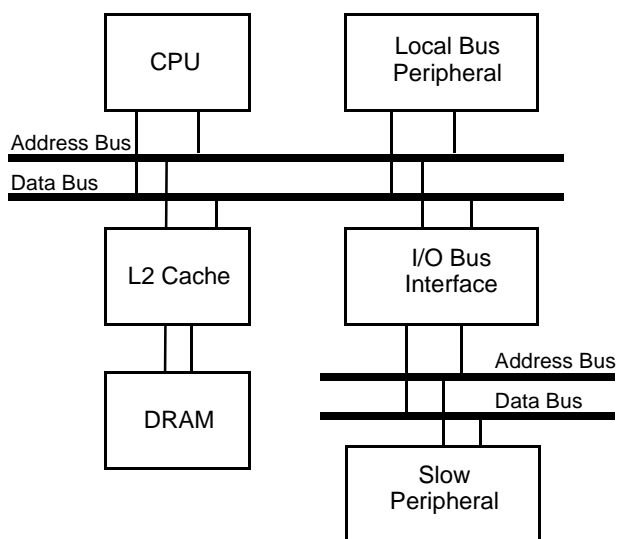 CPU
Local Bus
Peripheral
Address Bus
Data Bus
L2 Cache
I/O Bus
Interface
Address Bus
Data Bus
DRAM
Slow
Peripheral